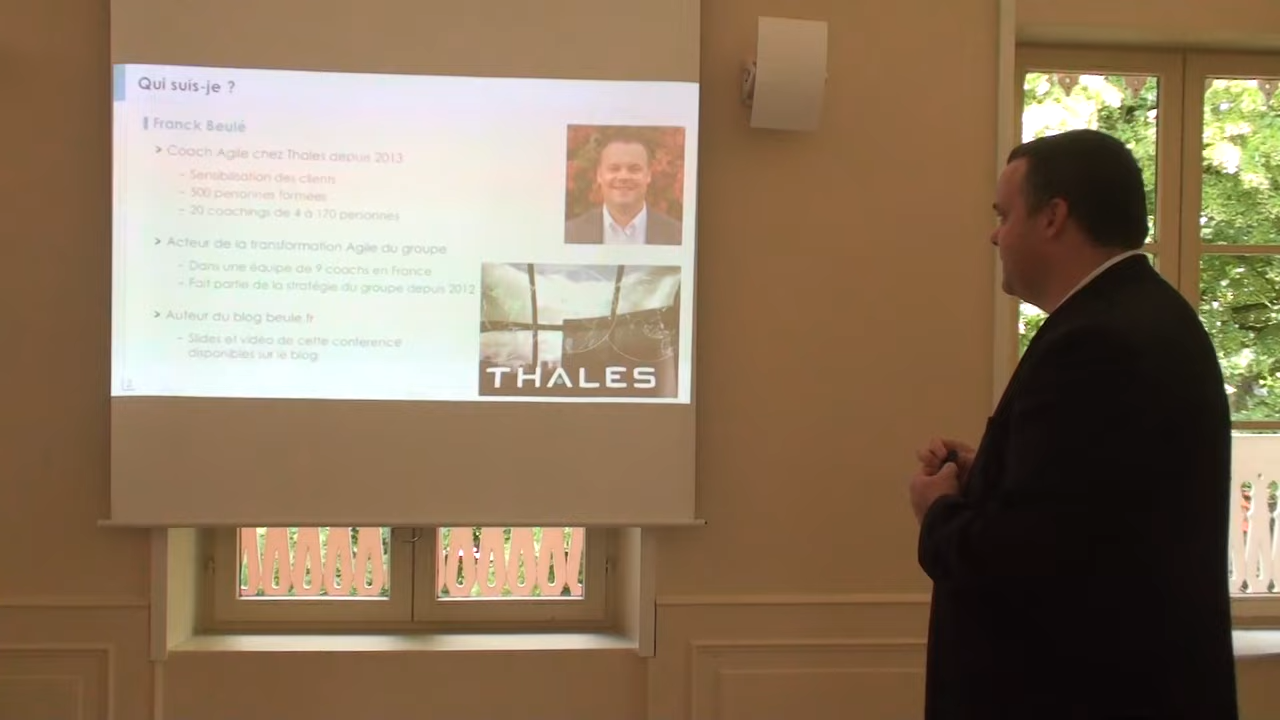 Qui suis-je ?
Franck Beulé
> Coach Agile chez Thales depuis 2013
- Sensibilisation des clients
- 500 personnes formées
- 20 coachings de 4 à 170 personnes
> Acteur de la transformation Agile du groupe
- Dans une équipe de 9 coachs en France
- Fait partie de la stratégie du groupe depuis 2012
> Auteur du blog beule.fr
- Slides et vidéo de cette conférence
disponibles sur le blog
THALES